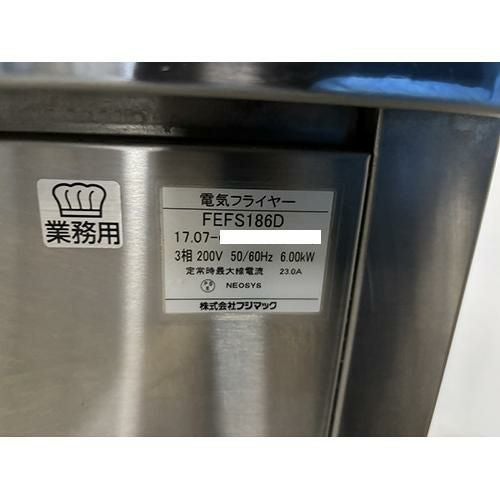 業務用
電気フライヤー
FEFS186D
17.07-
3相 200V 50/60Hz 6.00kW
定常時最大線電流 23.0A
NEOSYS
株式会社フジマック